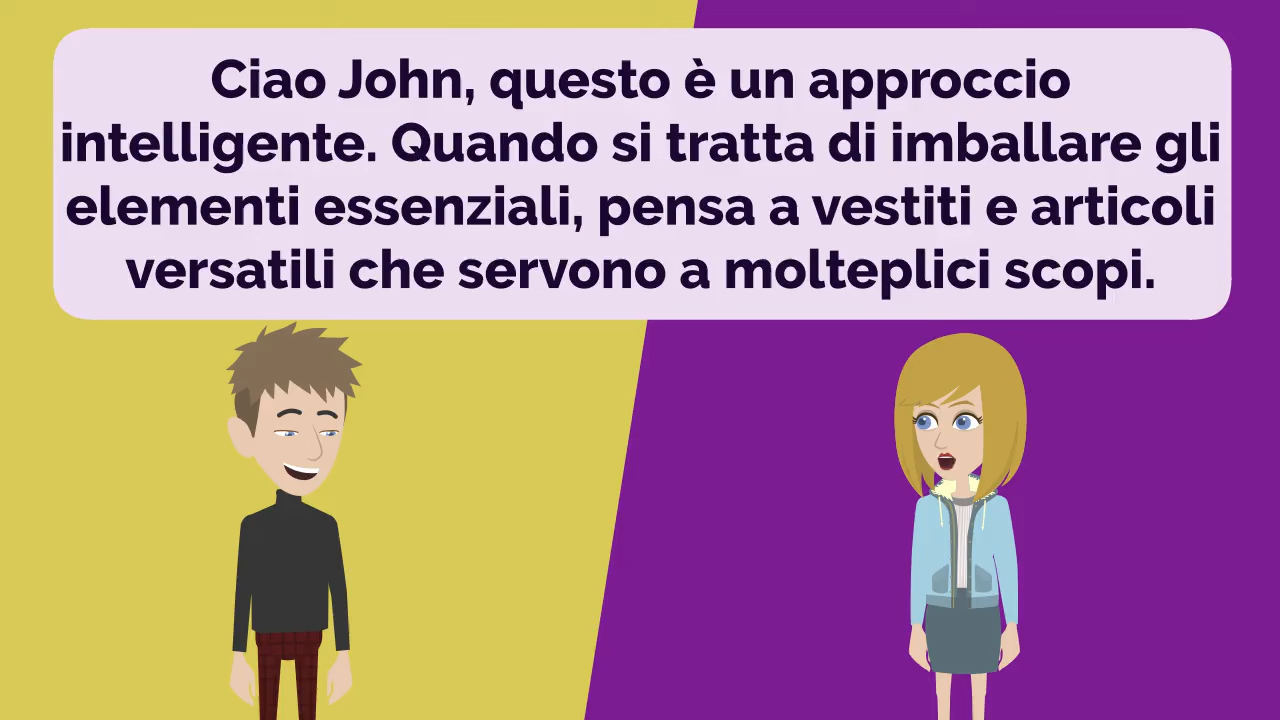 Ciao John, questo è un approccio
intelligente. Quando si tratta di imballare gli
elementi essenziali, pensa a vestiti e articoli
versatili che servono a molteplici scopi.